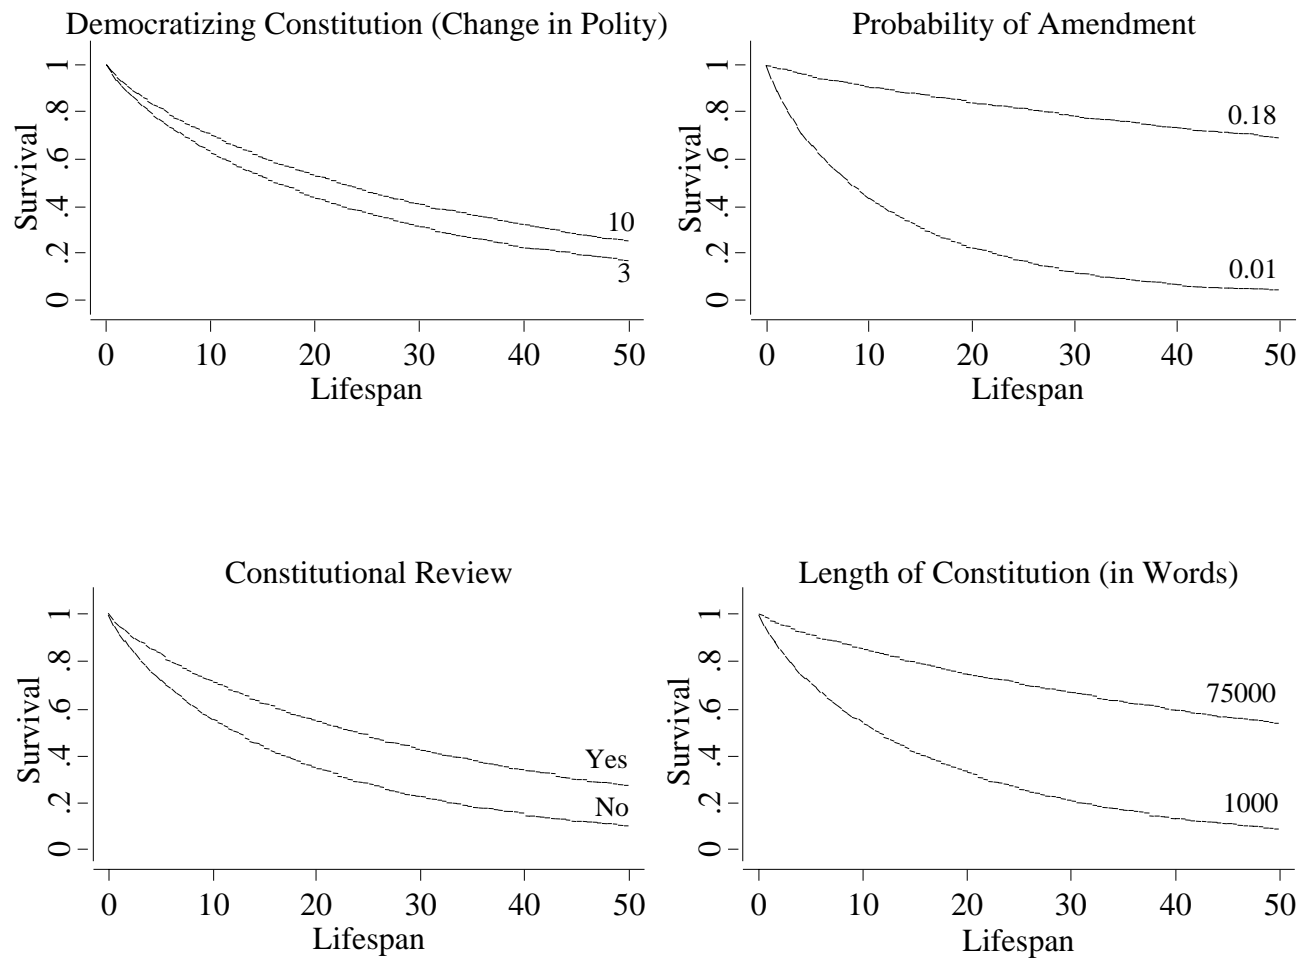 Democratizing Constitution (Change in Polity)
Survival
1
.8
.6
.4
.2
0
10
3
0 10 20 30 40 50
Lifespan
Probability of Amendment
Survival
1
.8
.6
.4
.2
0
0.18
0.01
0 10 20 30 40 50
Lifespan
Constitutional Review
Survival
1
.8
.6
.4
.2
0
Yes
No
0 10 20 30 40 50
Lifespan
Length of Constitution (in Words)
Survival
1
.8
.6
.4
.2
0
75000
1000
0 10 20 30 40 50
Lifespan